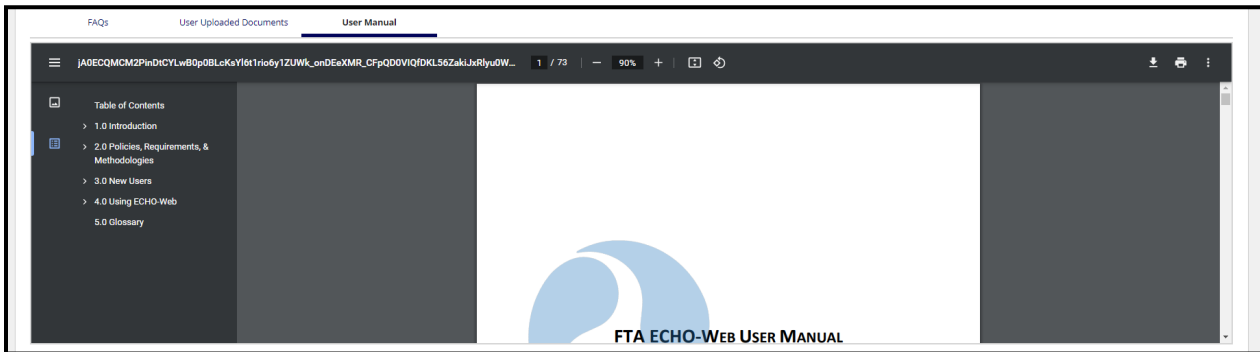 FAQs User Uploaded Documents User Manual
jA0ECQMCM2PinDtCYLwB0p0BLcKsYl6t1rio6y1ZUWk_onDEeXMR_CFpQD0VIQfDKL56ZakiJxRlyu0W... 1 / 73 90%
Table of Contents
1.0 Introduction
2.0 Policies, Requirements, &
Methodologies
3.0 New Users
4.0 Using ECHO-Web
5.0 Glossary
FTA ECHO-WEB USER MANUAL